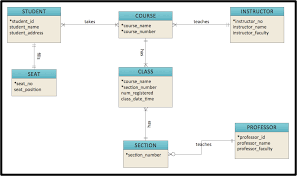 STUDENT
*student_id
student_name
student_address
takes
COURSE
*course_name
*course_number
teaches
INSTRUCTOR
*instructor_no
instructor_name
instructor_faculty
fills
has
SEAT
*seat_no
seat_position
CLASS
*course_name
*section_number
num_registered
class_date_time
has
SECTION
*section_number
teaches
PROFESSOR
*professor_id
professor_name
professor_faculty